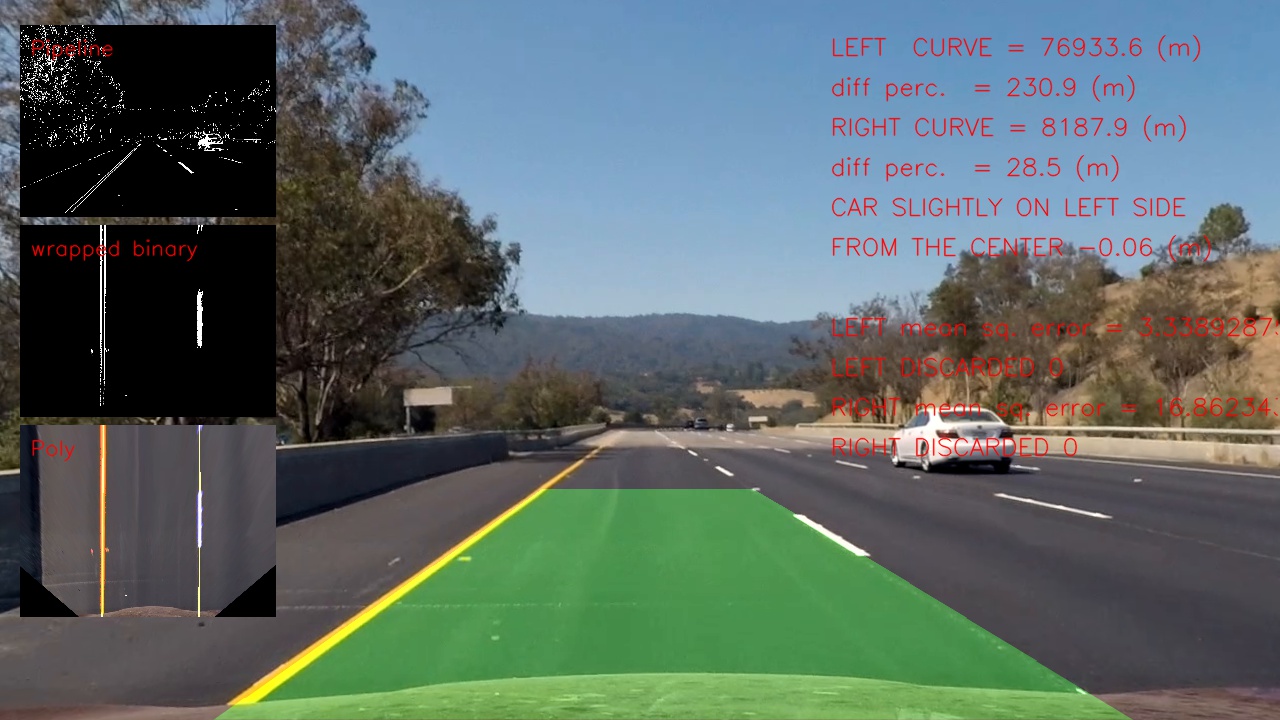 Pipeline
wrapped binary
Poly
LEFT CURVE = 76933.6 (m)
diff perc. = 230.9 (m)
RIGHT CURVE = 8187.9 (m)
diff perc. = 28.5 (m)
CAR SLIGHTLY ON LEFT SIDE
FROM THE CENTER -0.06 (m)
LEFT mean sq. error = 3.3389287
LEFT DISCARDED 0
RIGHT mean sq. error = 16.86234
RIGHT DISCARDED 0